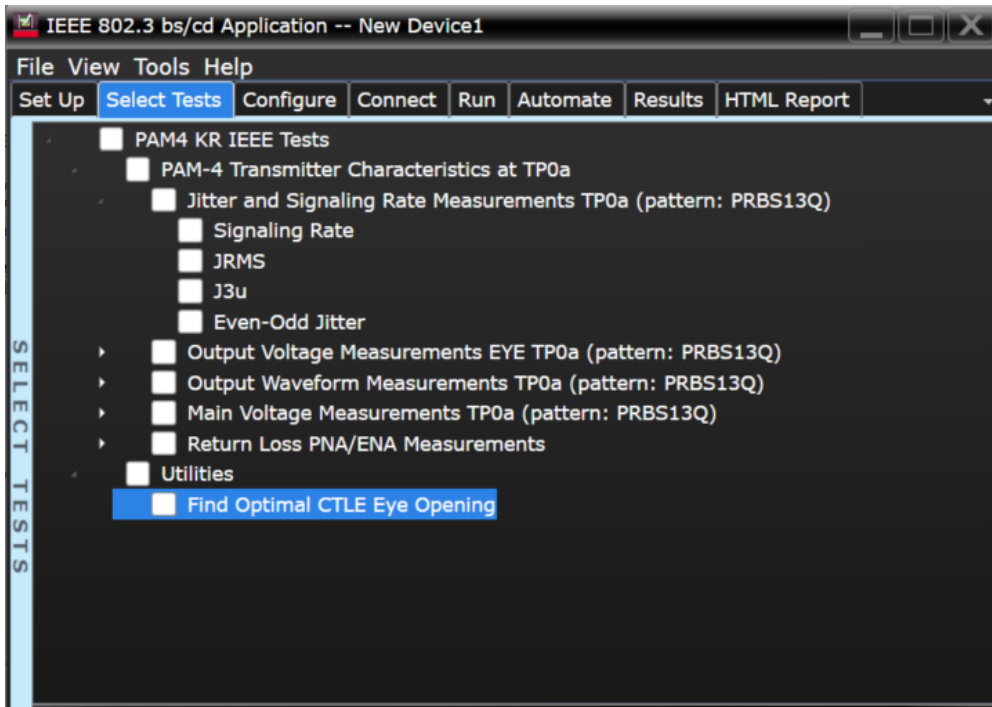 IEEE 802.3 bs/cd Application -- New Device1
File View Tools Help
Set Up Select Tests Configure Connect Run Automate Results HTML Report
SELECT TESTS
PAM4 KR IEEE Tests
PAM-4 Transmitter Characteristics at TP0a
Jitter and Signaling Rate Measurements TP0a (pattern: PRBS13Q)
Signaling Rate
JRMS
J3u
Even-Odd Jitter
Output Voltage Measurements EYE TP0a (pattern: PRBS13Q)
Output Waveform Measurements TP0a (pattern: PRBS13Q)
Main Voltage Measurements TP0a (pattern: PRBS13Q)
Return Loss PNA/ENA Measurements
Utilities
Find Optimal CTLE Eye Opening